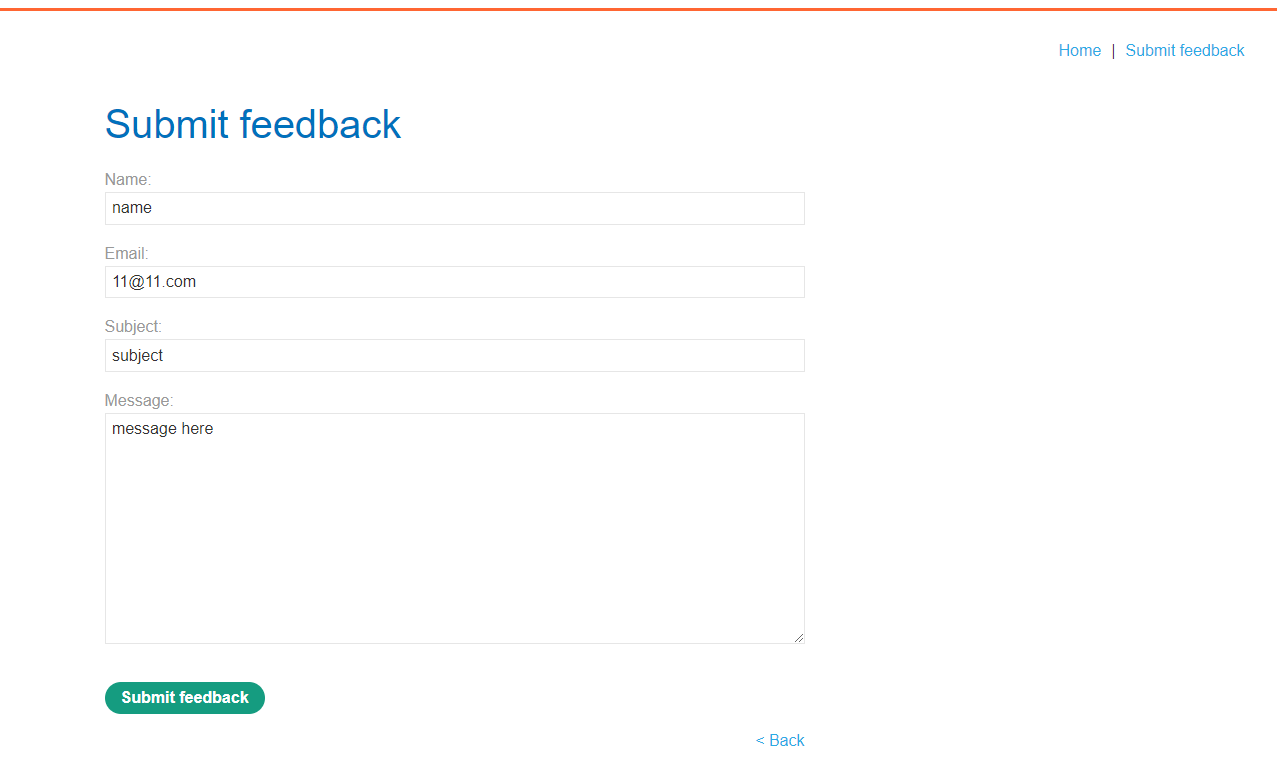 Home | Submit feedback
Submit feedback
Name:
name
Email:
11@11.com
Subject:
subject
Message:
message here
Submit feedback
< Back